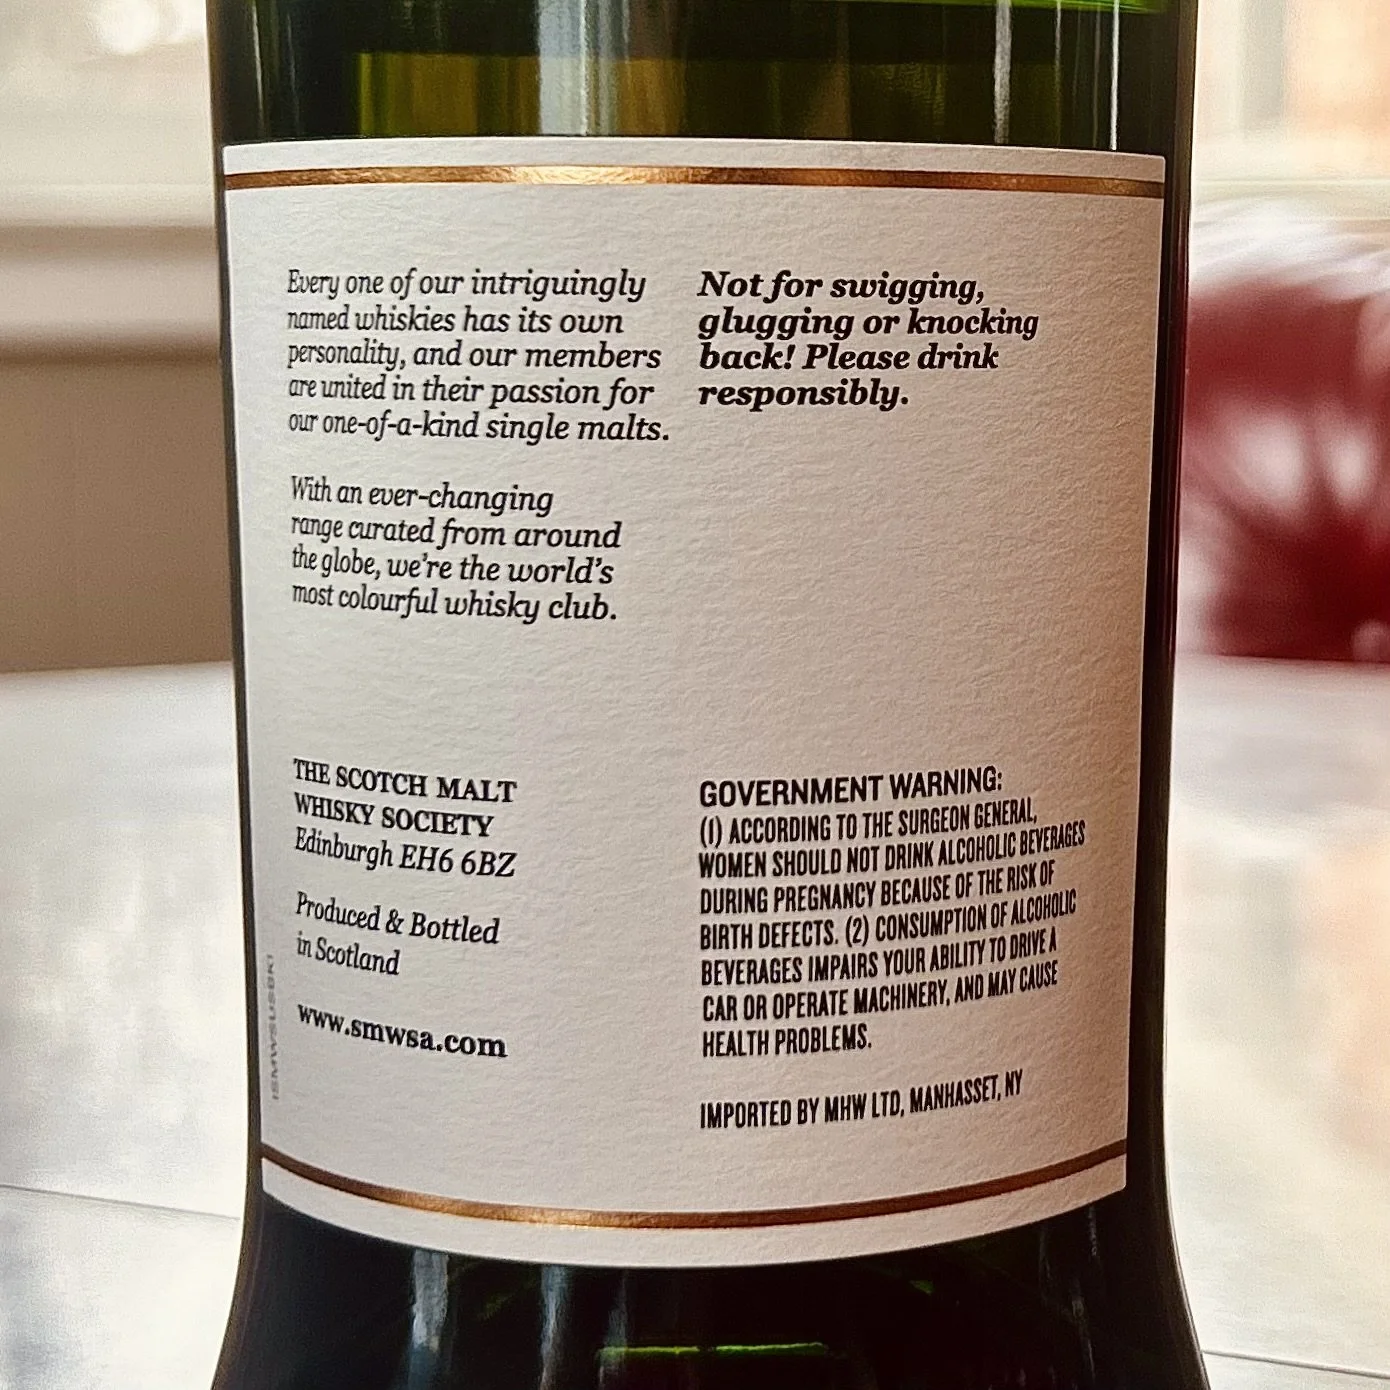 Every one of our intriguingly
named whiskies has its own
personality, and our members
are united in their passion for
our one-of-a-kind single malts.
With an ever-changing
range curated from around
the globe, we're the world's
most colourful whisky club.
THE SCOTCH MALT
WHISKY SOCIETY
Edinburgh EH6 6BZ
Produced & Bottled
in Scotland
www.smwsa.com
Not for swigging,
glugging or knocking
back! Please drink
responsibly.
GOVERNMENT WARNING:
(1) ACCORDING TO THE SURGEON GENERAL,
WOMEN SHOULD NOT DRINK ALCOHOLIC BEVERAGES
DURING PREGNANCY BECAUSE OF THE RISK OF
BIRTH DEFECTS. (2) CONSUMPTION OF ALCOHOLIC
BEVERAGES IMPAIRS YOUR ABILITY TO DRIVE A
CAR OR OPERATE MACHINERY, AND MAY CAUSE
HEALTH PROBLEMS.
IMPORTED BY MHW LTD, MANHASSET, NY